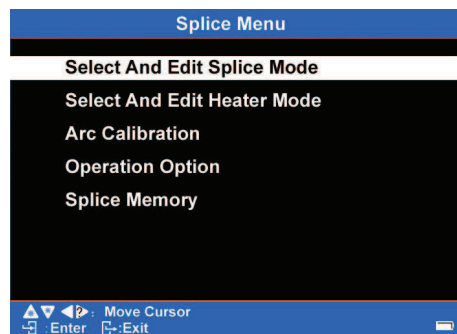 Splice Menu
Select And Edit Splice Mode
Select And Edit Heater Mode
Arc Calibration
Operation Option
Splice Memory
? : Move Cursor
:Enter :Exit